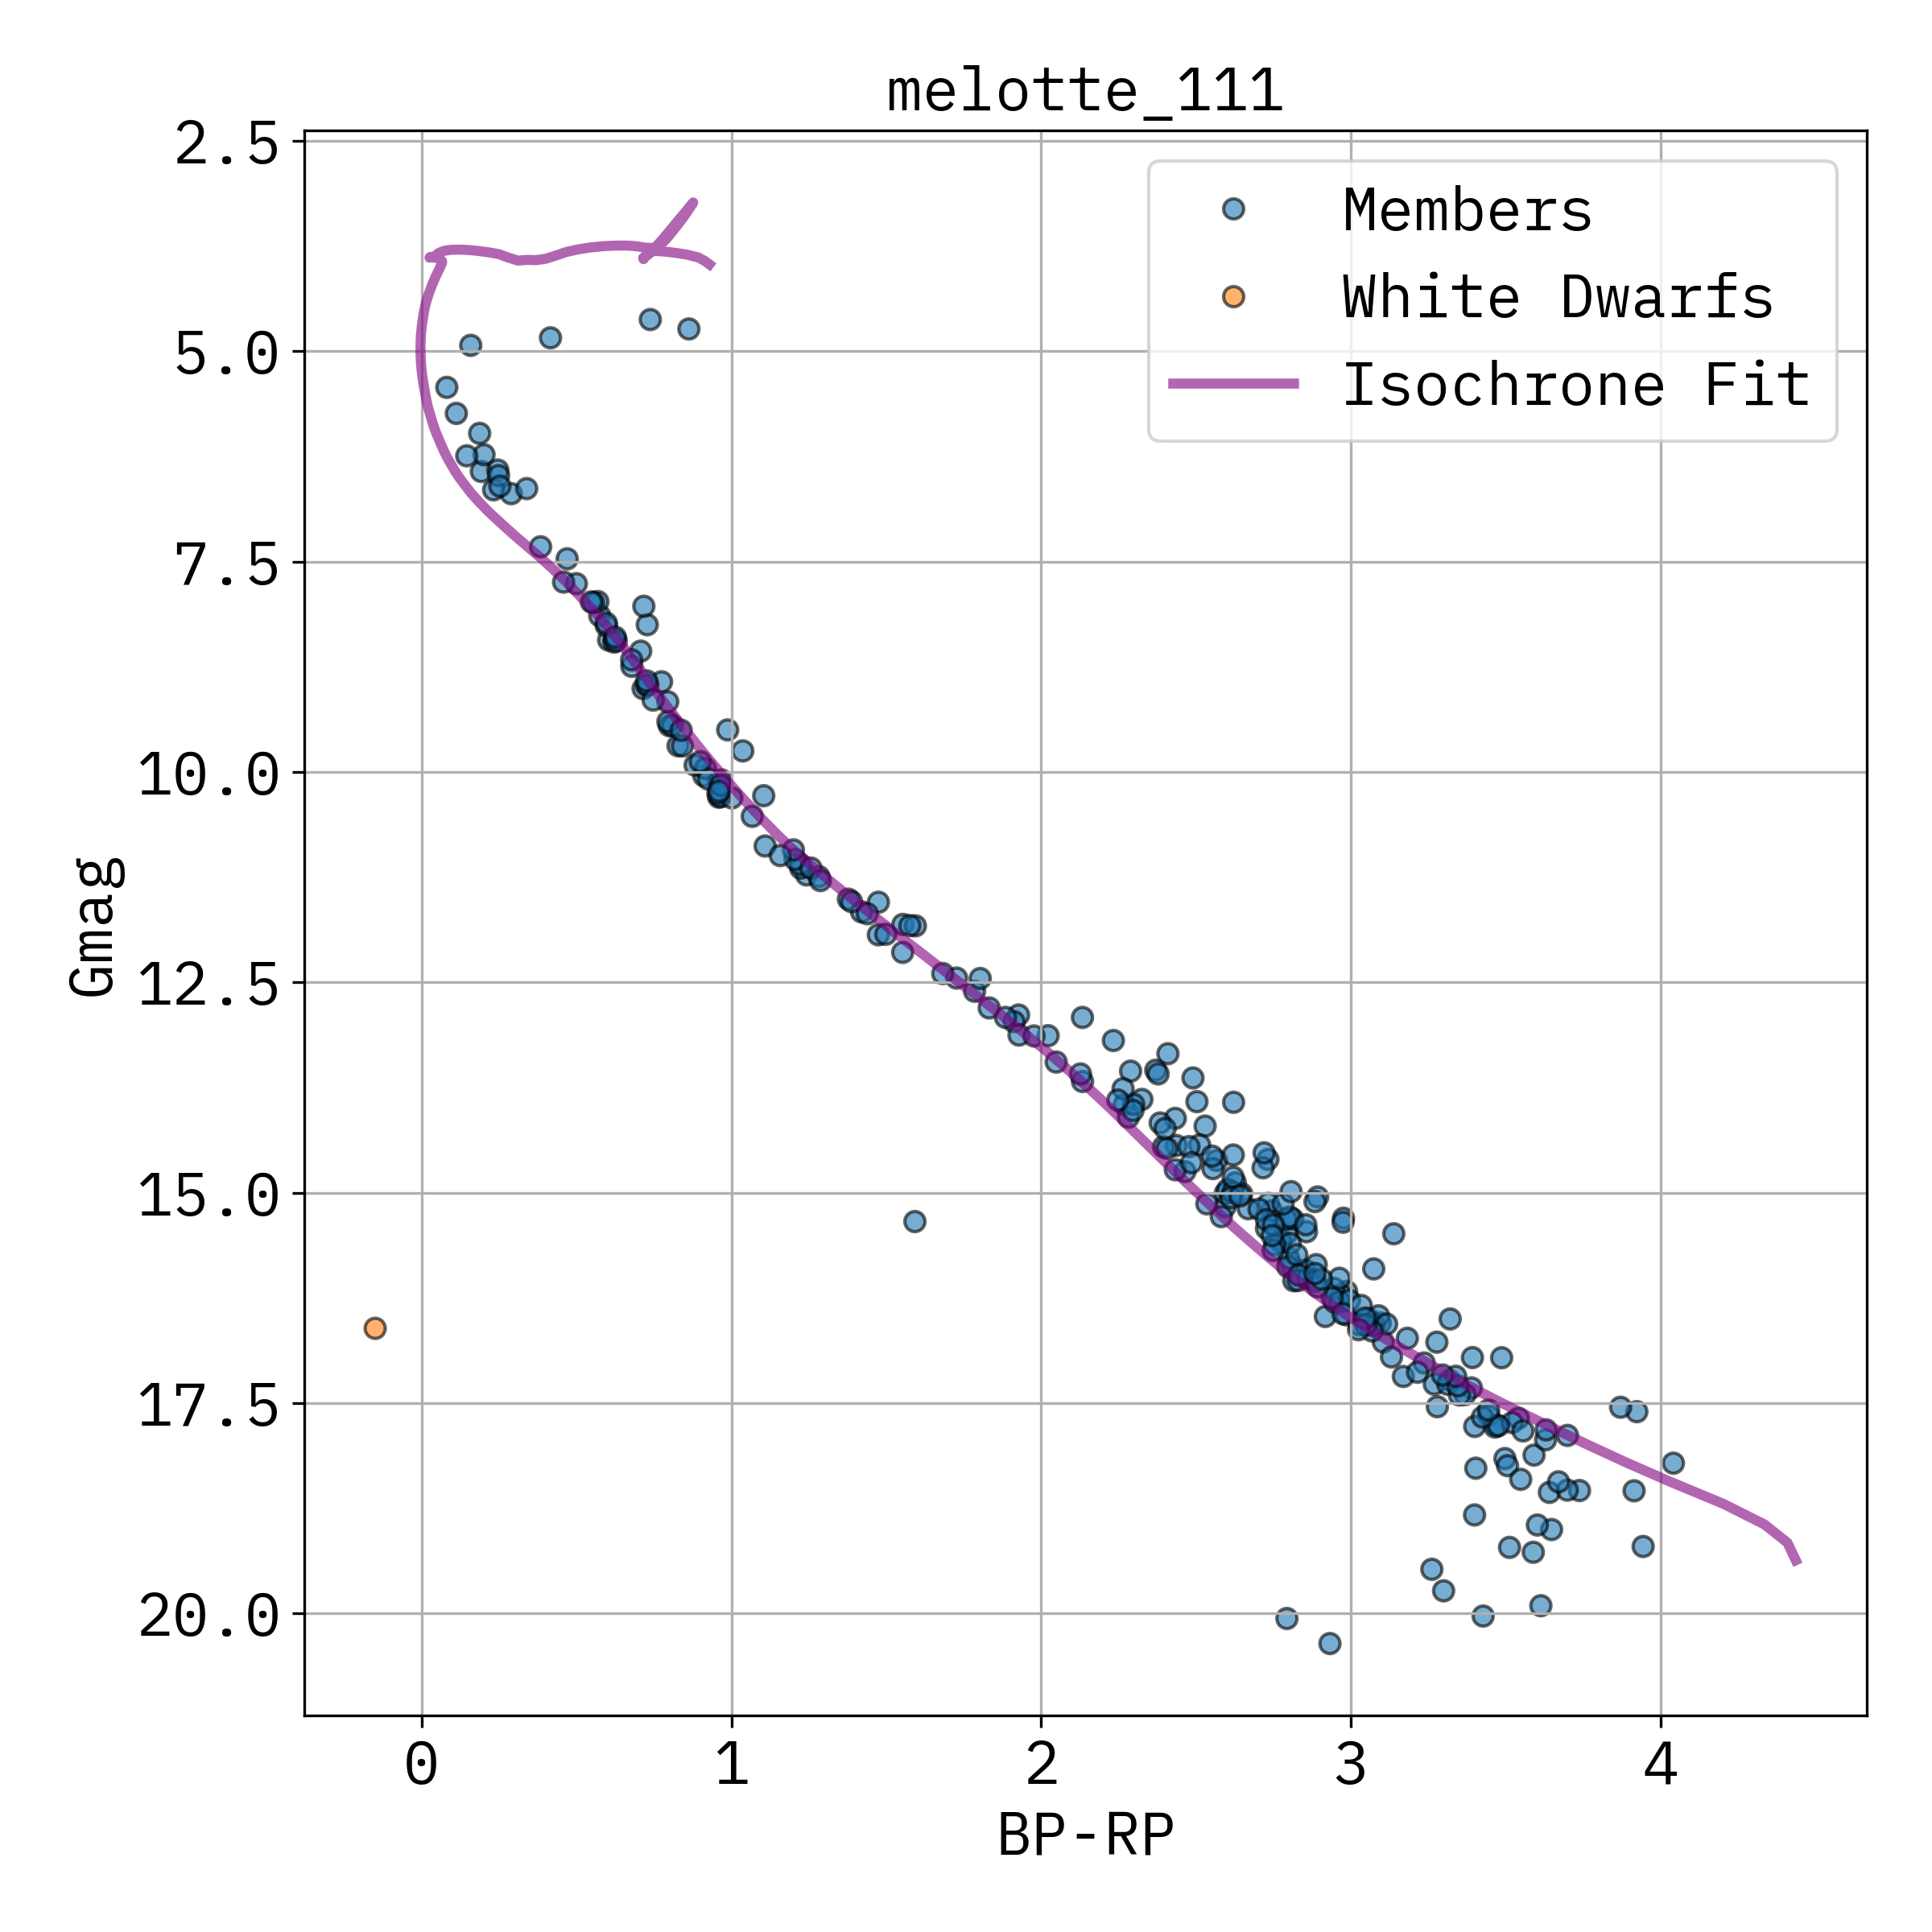 melotte_111
Members
White Dwarfs
Isochrone Fit
2.5
5.0
7.5
10.0
12.5
15.0
17.5
20.0
Gmag
0 1 2 3 4
BP-RP